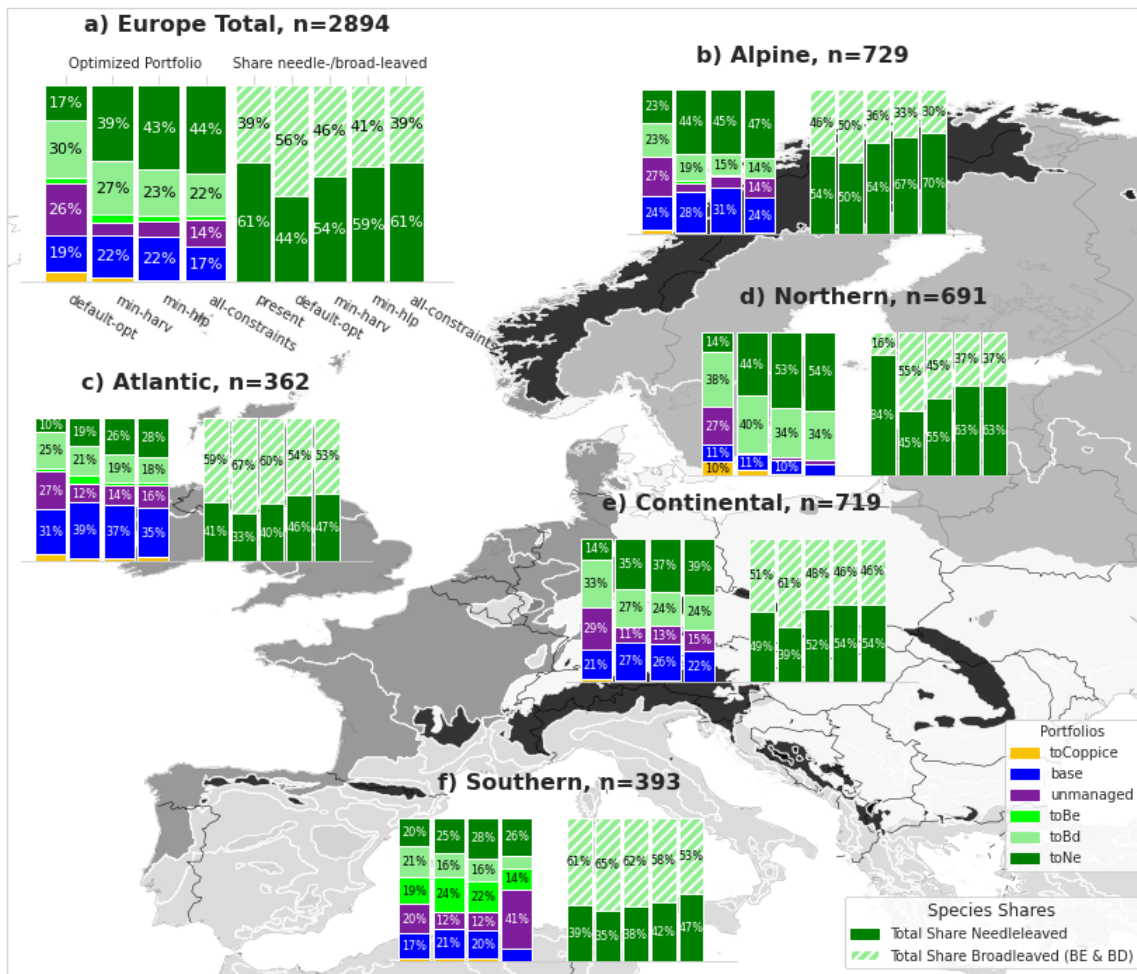 a) Europe Total, n=2894
Optimized Portfolio Share needle-/broad-leaved
17% 39% 43% 44% 39% 56% 46% 41% 39%
30% 27% 23% 22%
26% 14% 61% 44% 54% 59% 61%
19% 22% 22% 17%
default-opt min-harv min-hlp all-constraints present default-opt min-harv min-hlp all-constraints
b) Alpine, n=729
23% 44% 45% 47% 46% 50% 36% 33% 30%
23% 19% 15% 14%
27% 14% 54% 50% 64% 67% 70%
24% 28% 31% 24%
c) Atlantic, n=362
10% 19% 26% 28% 59% 67% 60% 54% 53%
25% 21% 19% 18%
27% 12% 14% 16% 41% 33% 40% 46% 47%
31% 39% 37% 35%
d) Northern, n=691
14% 44% 53% 54% 16% 55% 45% 37% 37%
38% 40% 34% 34%
27% 84% 45% 55% 63% 63%
11% 11% 10%
10%
e) Continental, n=719
14% 35% 37% 39% 51% 61% 48% 46% 46%
33% 27% 24% 24%
29% 11% 13% 15% 49% 39% 52% 54% 54%
21% 27% 26% 22%
f) Southern, n=393
20% 25% 28% 26% 61% 65% 62% 58% 53%
21% 16% 16%
19% 24% 22% 14%
20% 12% 12% 41% 39% 35% 38% 42% 47%
17% 21% 20%
Portfolios
toCoppice
base
unmanaged
toBe
toBd
toNe
Species Shares
Total Share Needleleaved
Total Share Broadleaved (BE & BD)